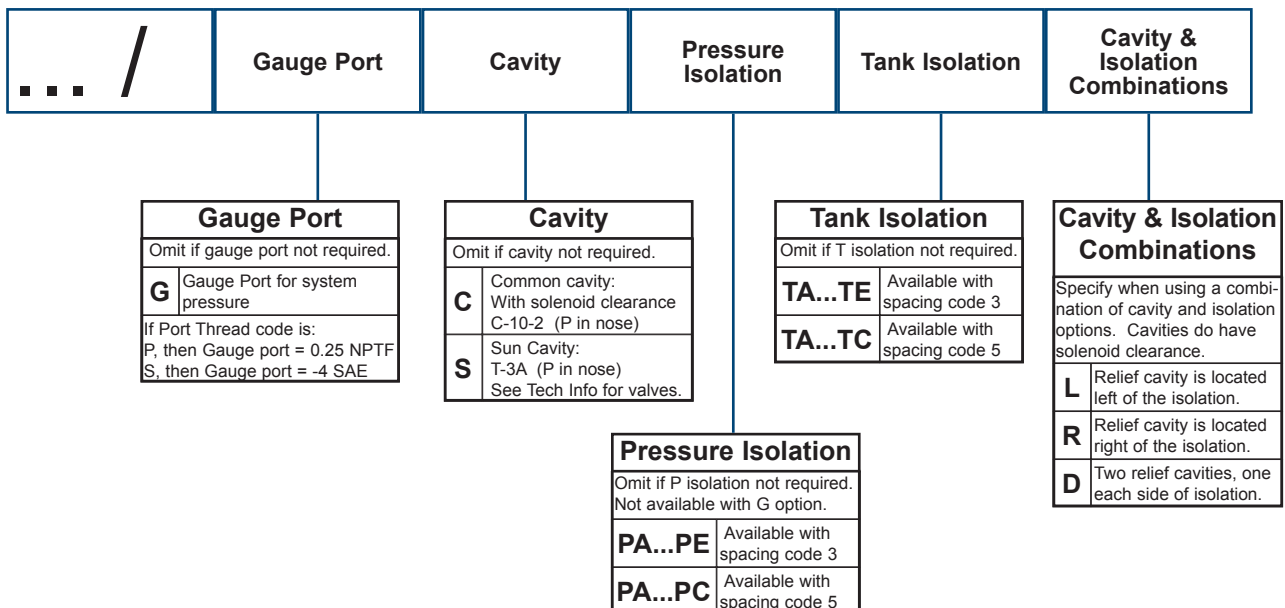 ... /
Gauge Port
Cavity
Pressure
Isolation
Tank Isolation
Cavity &
Isolation
Combinations
Gauge Port
Omit if gauge port not required.
G
Gauge Port for system
pressure
If Port Thread code is:
P, then Gauge port = 0.25 NPTF
S, then Gauge port = -4 SAE
Cavity
Omit if cavity not required.
C
Common cavity:
With solenoid clearance
C-10-2 (P in nose)
S
Sun Cavity:
T-3A (P in nose)
See Tech Info for valves.
Pressure Isolation
Omit if P isolation not required.
Not available with G option.
PA...PE
Available with
spacing code 3
PA...PC
Available with
spacing code 5
Tank Isolation
Omit if T isolation not required.
TA...TE
Available with
spacing code 3
TA...TC
Available with
spacing code 5
Cavity & Isolation
Combinations
Specify when using a combi-
nation of cavity and isolation
options. Cavities do have
solenoid clearance.
L
Relief cavity is located
left of the isolation.
R
Relief cavity is located
right of the isolation.
D
Two relief cavities, one
each side of isolation.